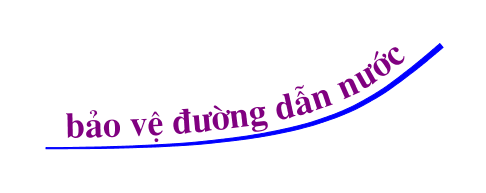 bảo vệ đường dẫn nước